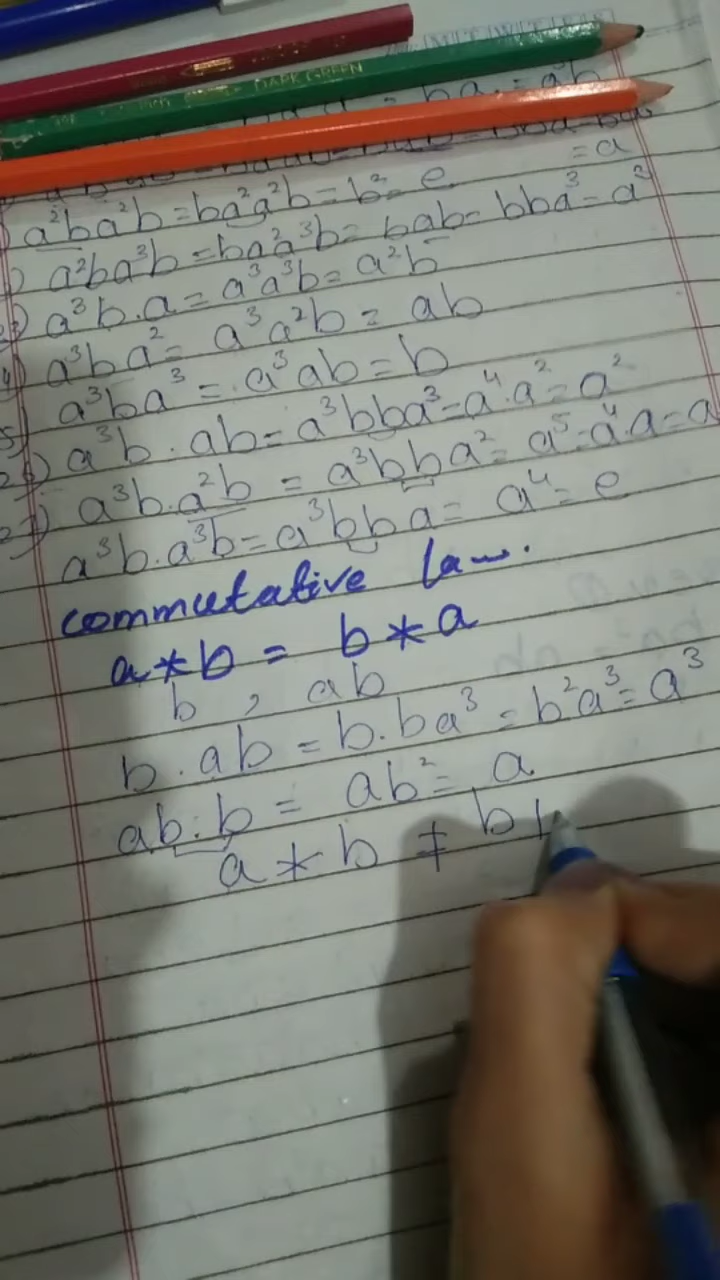 DARK GREEN
= a
a²ba²b = ba²a²b = b² = e
a²ba³b = ba²a³b = bab = bba³ = a³
a³b.a = a³a³b = a²b
a³ba² = a³a²b = ab
a³ba³ = a³ab = b
a³b.ab = a³bba³ = a⁴.a² = a²
a³b.a²b = a³bba² = a⁵ = a⁴.a = a
a³b.a³b = a³bba = a⁴ = e
commutative law.
a * b = b * a
b , ab
b.ab = b.ba³ = b²a³ = a³
ab.b = ab² = a
a * b ≠ b